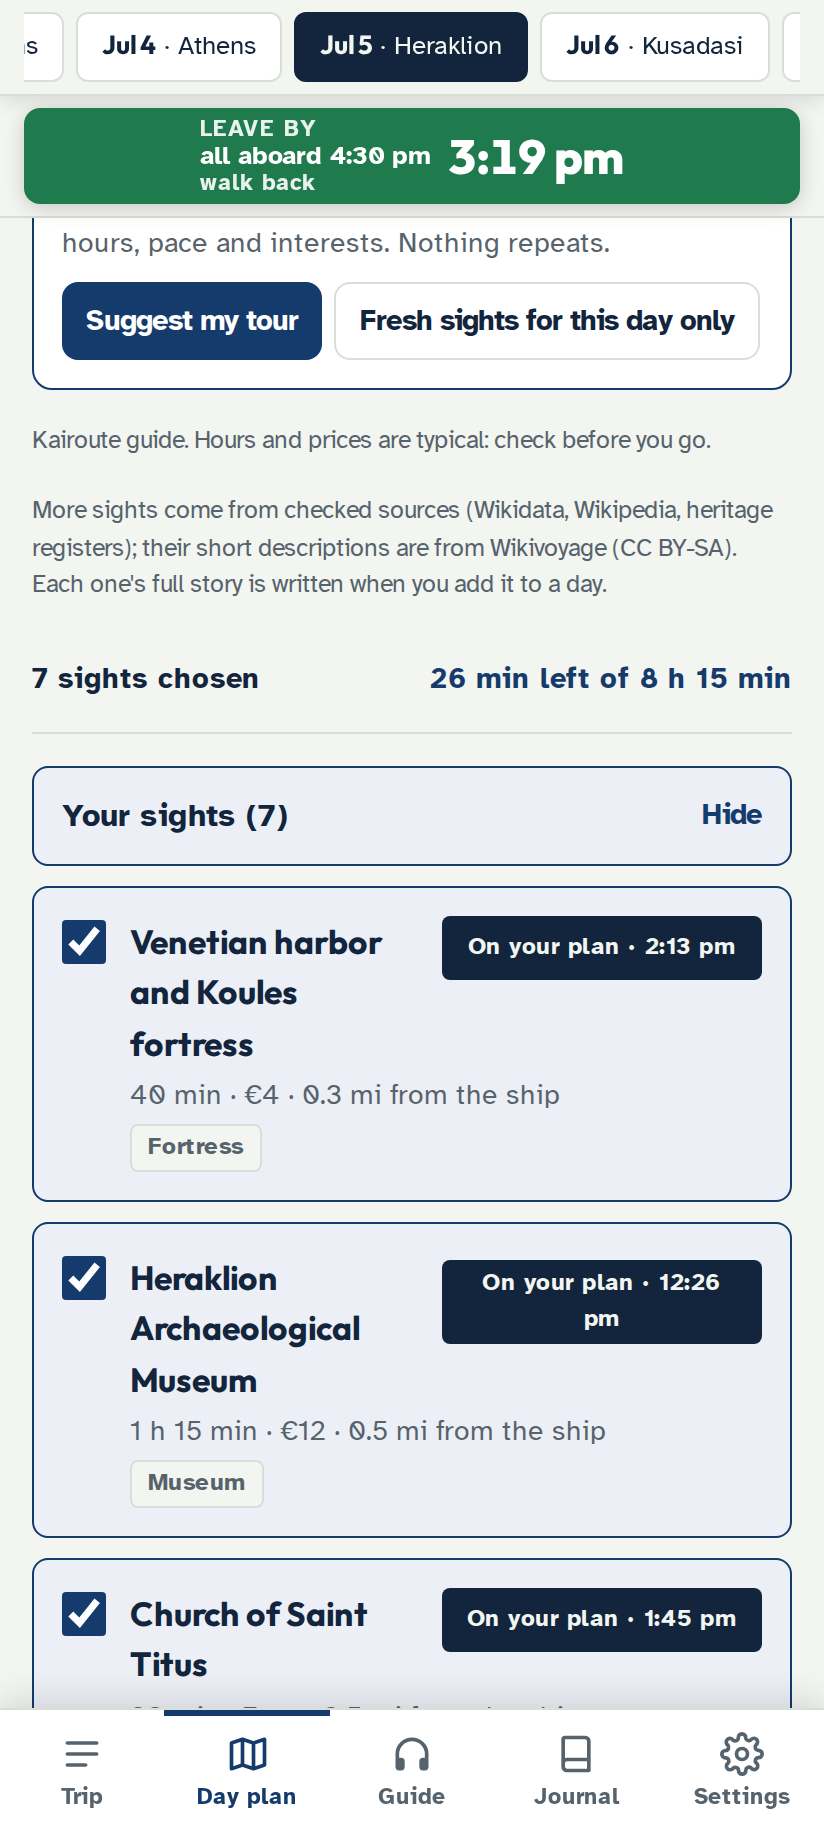 s
Jul 4 · Athens
Jul 5 · Heraklion
Jul 6 · Kusadasi
LEAVE BY
all aboard 4:30 pm
walk back
3:19 pm
hours, pace and interests. Nothing repeats.
Suggest my tour
Fresh sights for this day only
Kairoute guide. Hours and prices are typical: check before you go.
More sights come from checked sources (Wikidata, Wikipedia, heritage
registers); their short descriptions are from Wikivoyage (CC BY-SA).
Each one's full story is written when you add it to a day.
7 sights chosen
26 min left of 8 h 15 min
Your sights (7)
Hide
Venetian harbor
and Koules
fortress
On your plan · 2:13 pm
40 min · €4 · 0.3 mi from the ship
Fortress
Heraklion
Archaeological
Museum
On your plan · 12:26
pm
1 h 15 min · €12 · 0.5 mi from the ship
Museum
Church of Saint
Titus
On your plan · 1:45 pm
Trip
Day plan
Guide
Journal
Settings